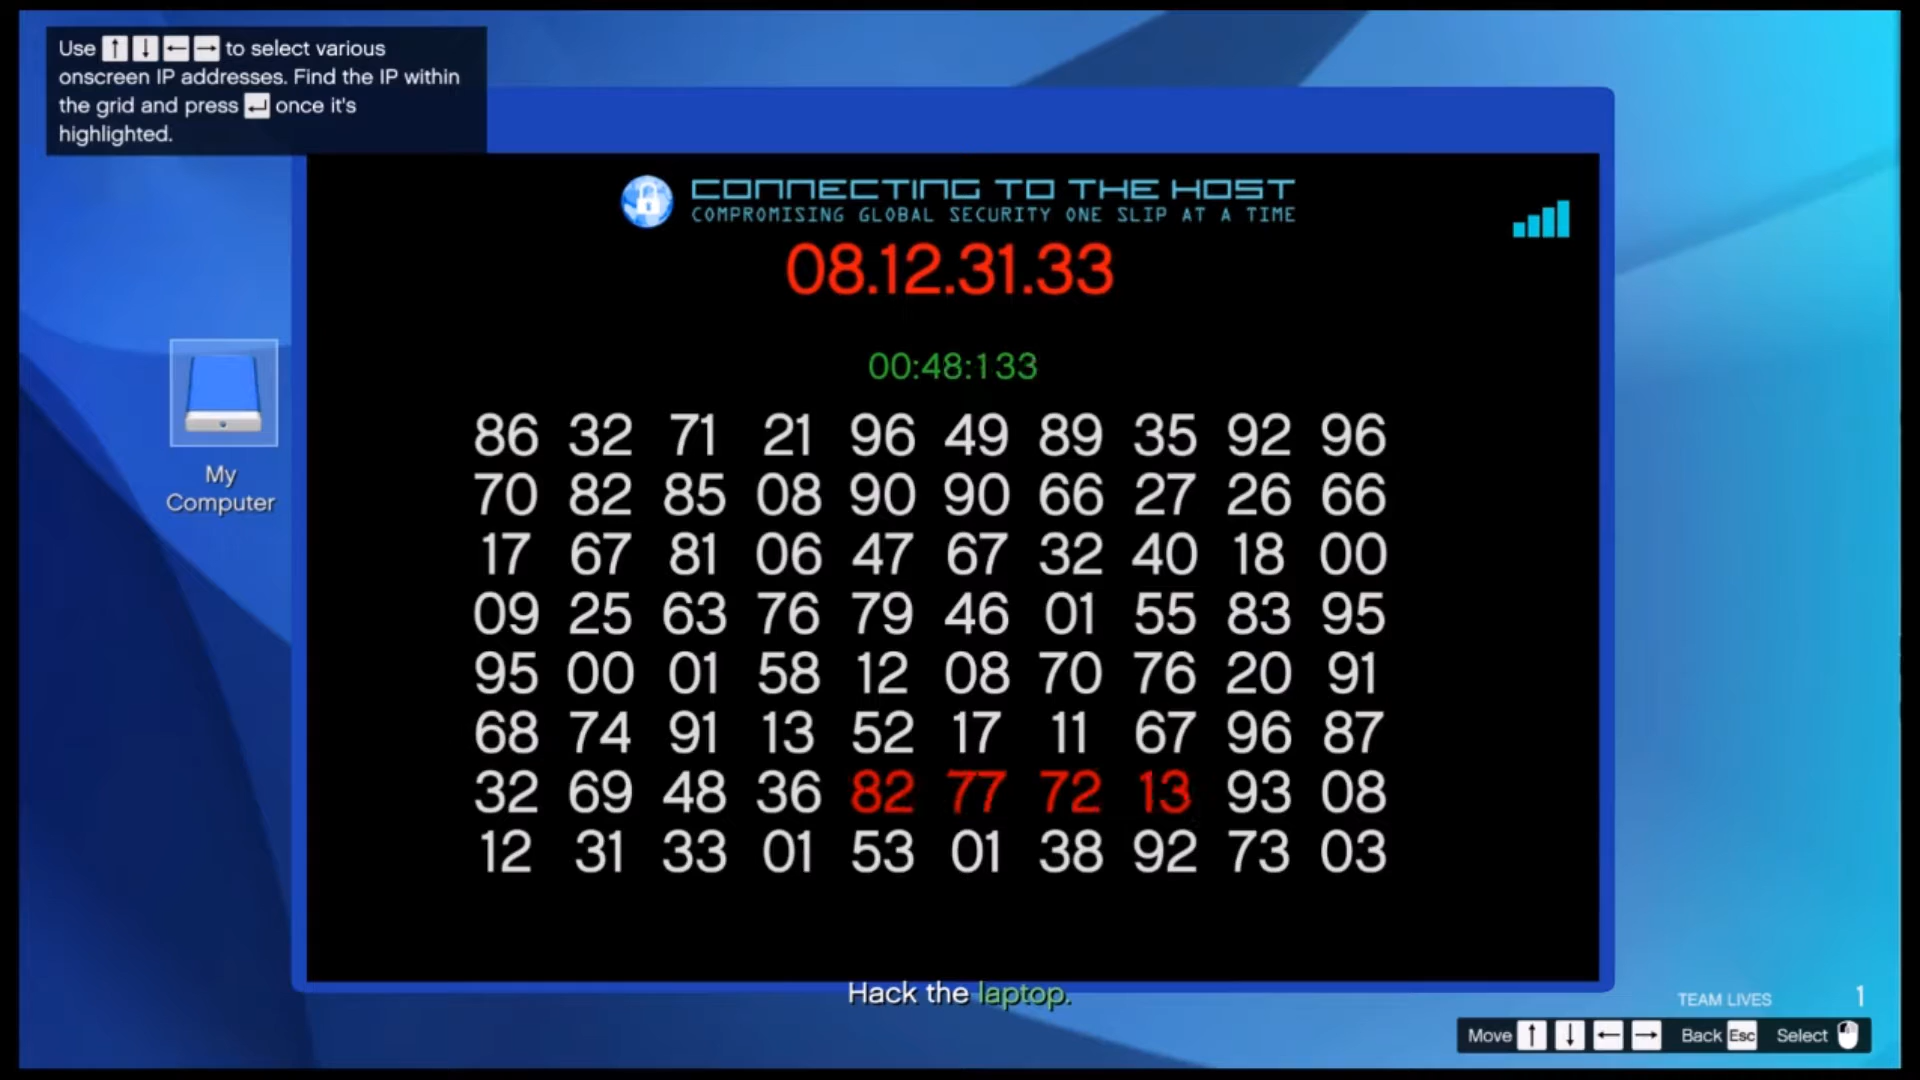 Use ↑ ↓ ← → to select various
onscreen IP addresses. Find the IP within
the grid and press ↵ once it's
highlighted.
CONNECTING TO THE HOST
COMPROMISING GLOBAL SECURITY ONE SLIP AT A TIME
08.12.31.33
00:48:133
86 32 71 21 96 49 89 35 92 96
70 82 85 08 90 90 66 27 26 66
17 67 81 06 47 67 32 40 18 00
09 25 63 76 79 46 01 55 83 95
95 00 01 58 12 08 70 76 20 91
68 74 91 13 52 17 11 67 96 87
32 69 48 36 82 77 72 13 93 08
12 31 33 01 53 01 38 92 73 03
My
Computer
Hack the laptop.
TEAM LIVES 1
Move ↑ ↓ ← → Back Esc Select